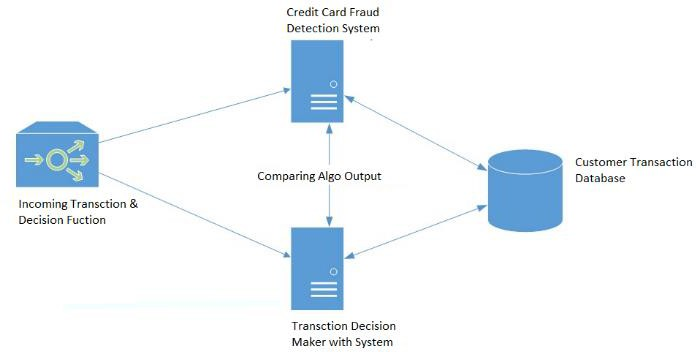 Credit Card Fraud
Detection System
Comparing Algo Output
Customer Transaction
Database
Incoming Transction &
Decision Fuction
Transction Decision
Maker with System